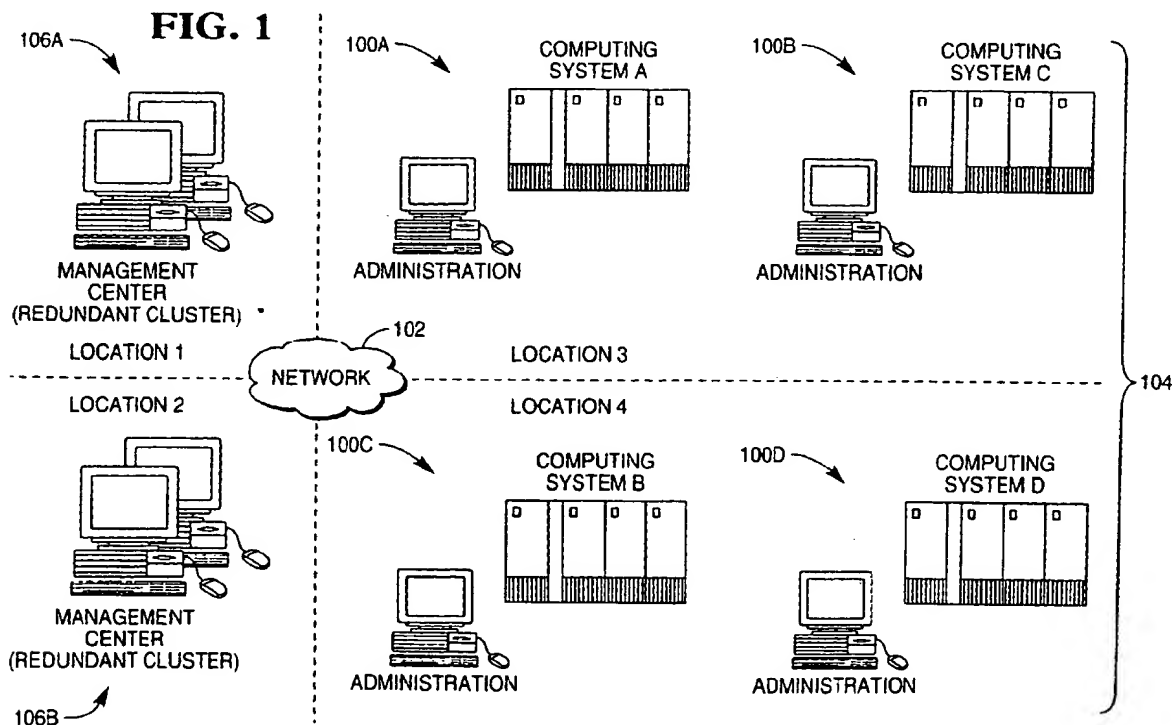 FIG. 1
106A
100A
COMPUTING
SYSTEM A
100B
COMPUTING
SYSTEM C
MANAGEMENT
CENTER
(REDUNDANT CLUSTER)
ADMINISTRATION
ADMINISTRATION
LOCATION 1
102
LOCATION 3
NETWORK
104
LOCATION 2
LOCATION 4
100C
COMPUTING
SYSTEM B
100D
COMPUTING
SYSTEM D
MANAGEMENT
CENTER
(REDUNDANT CLUSTER)
ADMINISTRATION
ADMINISTRATION
106B